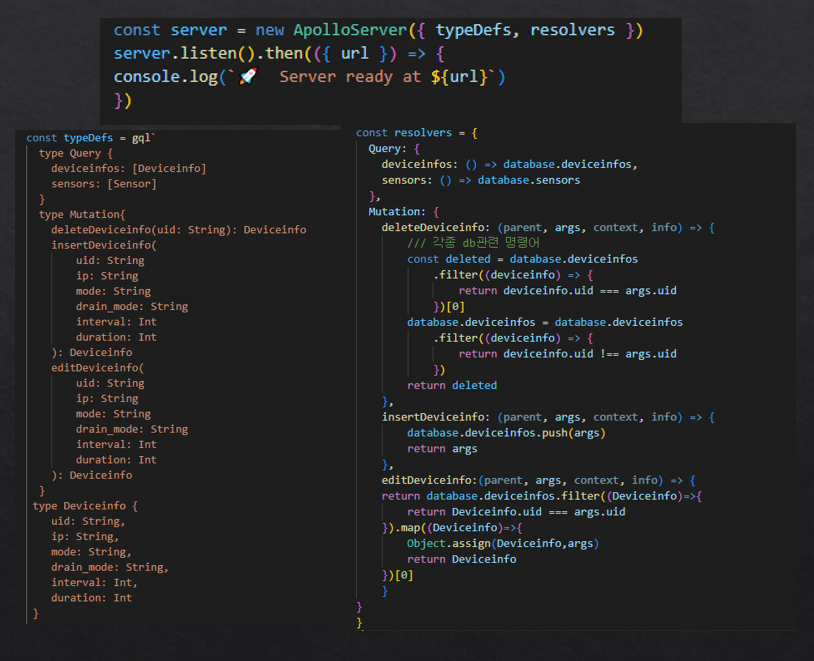 const server = new ApolloServer({ typeDefs, resolvers })
server.listen().then(({ url }) => {
console.log(`🚀  Server ready at ${url}`)
})
const typeDefs = gql`
type Query {
deviceinfos: [Deviceinfo]
sensors: [Sensor]
}
type Mutation{
deleteDeviceinfo(uid: String): Deviceinfo
insertDeviceinfo(
uid: String
ip: String
mode: String
drain_mode: String
interval: Int
duration: Int
): Deviceinfo
editDeviceinfo(
uid: String
ip: String
mode: String
drain_mode: String
interval: Int
duration: Int
): Deviceinfo
}
type Deviceinfo {
uid: String,
ip: String,
mode: String,
drain_mode: String,
interval: Int,
duration: Int
}
const resolvers = {
Query: {
deviceinfos: () => database.deviceinfos,
sensors: () => database.sensors
},
Mutation: {
deleteDeviceinfo: (parent, args, context, info) => {
/// 각종 db관련 명령어
const deleted = database.deviceinfos
.filter((deviceinfo) => {
return deviceinfo.uid === args.uid
})[0]
database.deviceinfos = database.deviceinfos
.filter((deviceinfo) => {
return deviceinfo.uid !== args.uid
})
return deleted
},
insertDeviceinfo: (parent, args, context, info) => {
database.deviceinfos.push(args)
return args
},
editDeviceinfo:(parent, args, context, info) => {
return database.deviceinfos.filter((Deviceinfo)=>{
return Deviceinfo.uid === args.uid
}).map((Deviceinfo)=>{
Object.assign(Deviceinfo,args)
return Deviceinfo
})[0]
}
}
}